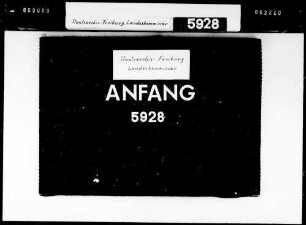 Staatsarchiv Freiburg, Landeskommissär
5928
Staatsarchiv Freiburg
Landeskommissär
ANFANG
5928